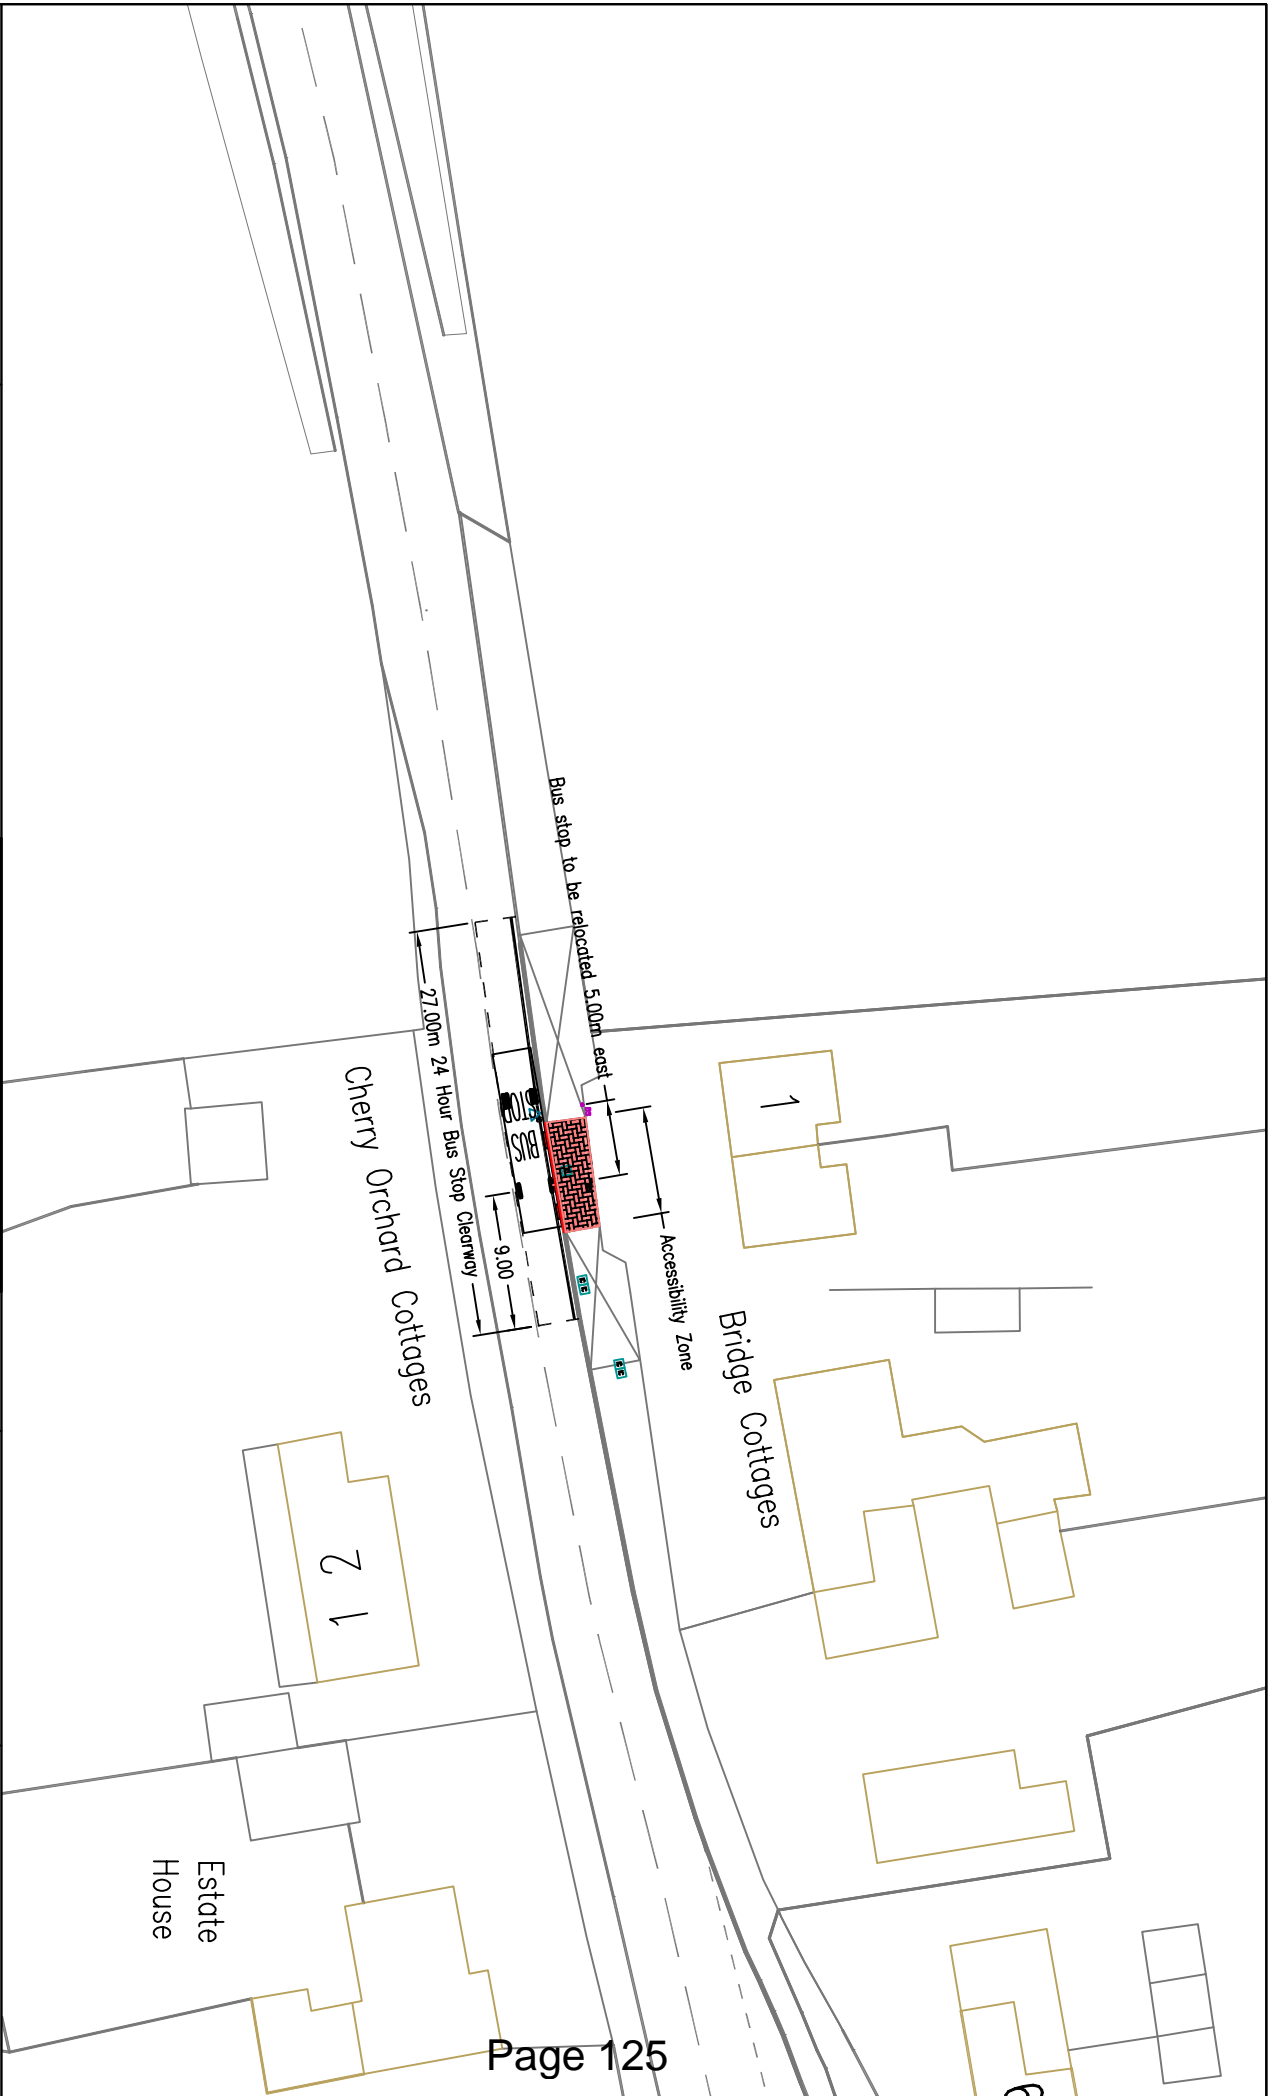 Bus stop to be relocated 5.00m east
Accessibility Zone
27.00m 24 Hour Bus Stop Clearway
9.00
BUS
STOP
Cherry Orchard Cottages
Bridge Cottages
1
1 2
Estate
House
Page 125